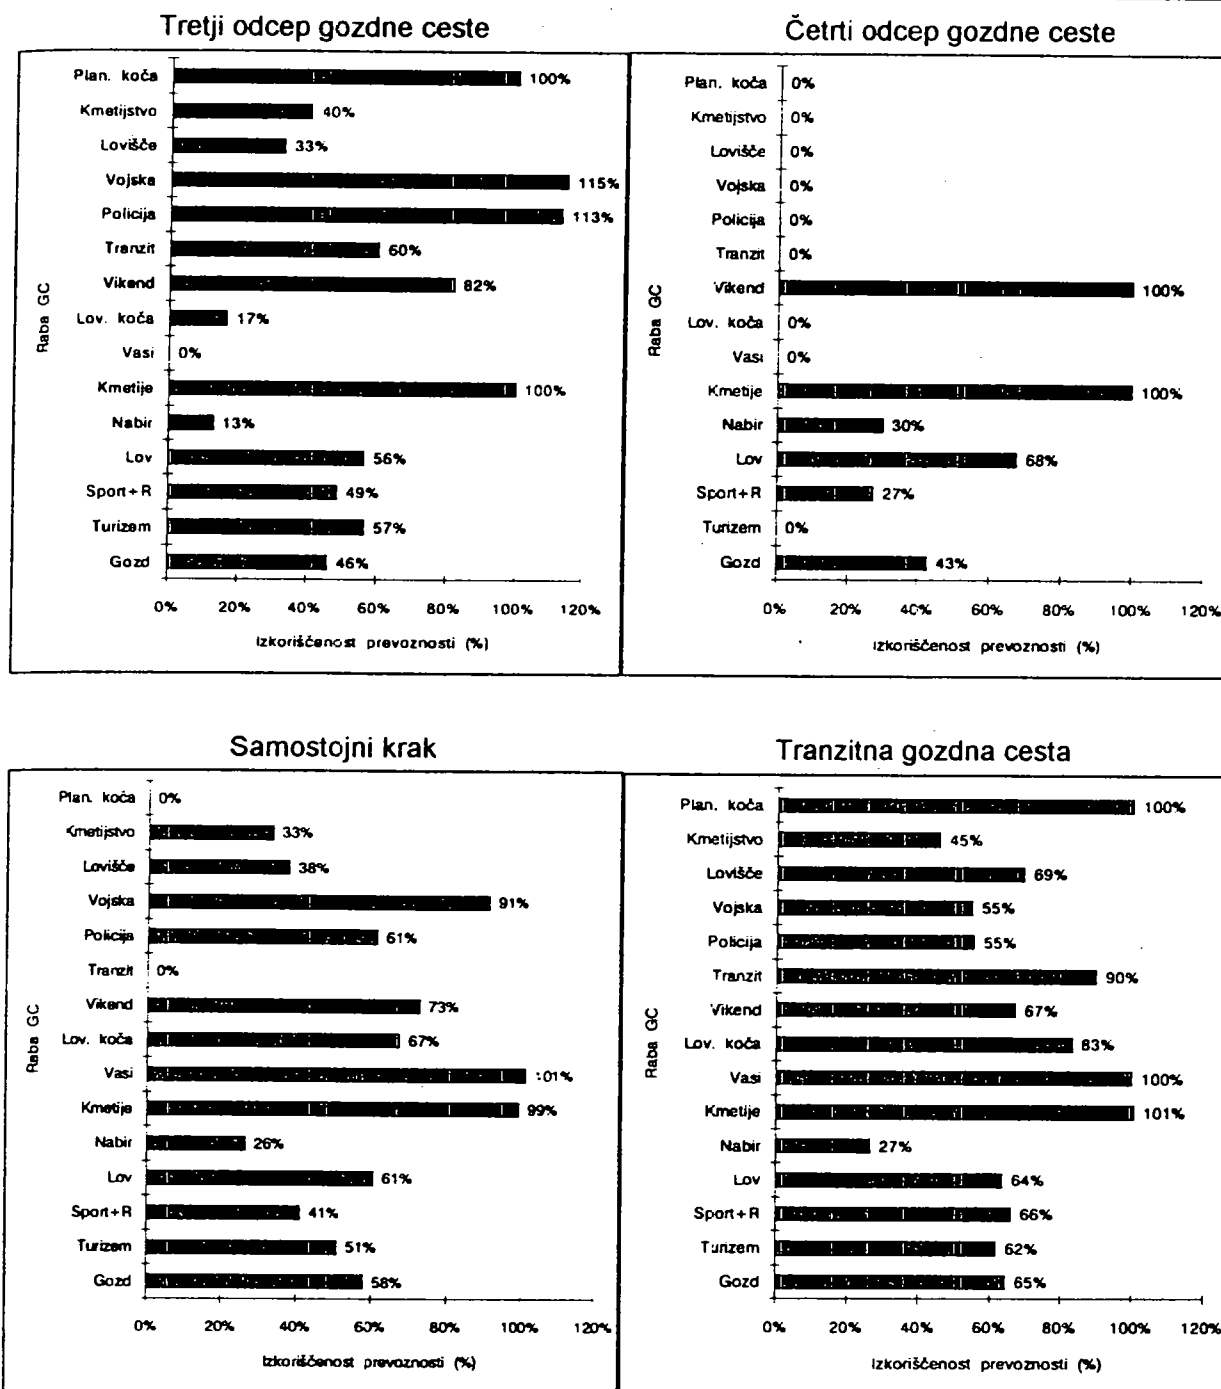 Tretji odcep gozdne ceste
Plan. koča 100%
Kmetijstvo 40%
Lovišče 33%
Vojska 115%
Policija 113%
Tranzit 60%
Vikend 82%
Lov. koča 17%
Vasi 0%
Kmetije 100%
Nabir 13%
Lov 56%
Sport+R 49%
Turizem 57%
Gozd 46%
Raba GC
0% 20% 40% 60% 80% 100% 120%
Izkoriščenost prevoznosti (%)
Četrti odcep gozdne ceste
Plan. koča 0%
Kmetijstvo 0%
Lovišče 0%
Vojska 0%
Policija 0%
Tranzit 0%
Vikend 100%
Lov. koča 0%
Vasi 0%
Kmetije 100%
Nabir 30%
Lov 68%
Sport+R 27%
Turizem 0%
Gozd 43%
Raba GC
0% 20% 40% 60% 80% 100% 120%
Izkoriščenost prevoznosti (%)
Samostojni krak
Plan. koča 0%
Kmetijstvo 33%
Lovišče 38%
Vojska 91%
Policija 61%
Tranzit 0%
Vikend 73%
Lov. koča 67%
Vasi 101%
Kmetije 99%
Nabir 26%
Lov 61%
Sport+R 41%
Turizem 51%
Gozd 58%
Raba GC
0% 20% 40% 60% 80% 100% 120%
Izkoriščenost prevoznosti (%)
Tranzitna gozdna cesta
Plan. koča 100%
Kmetijstvo 45%
Lovišče 69%
Vojska 55%
Policija 55%
Tranzit 90%
Vikend 67%
Lov. koča 83%
Vasi 100%
Kmetije 101%
Nabir 27%
Lov 64%
Sport+R 66%
Turizem 62%
Gozd 65%
Raba GC
0% 20% 40% 60% 80% 100% 120%
Izkoriščenost prevoznosti (%)